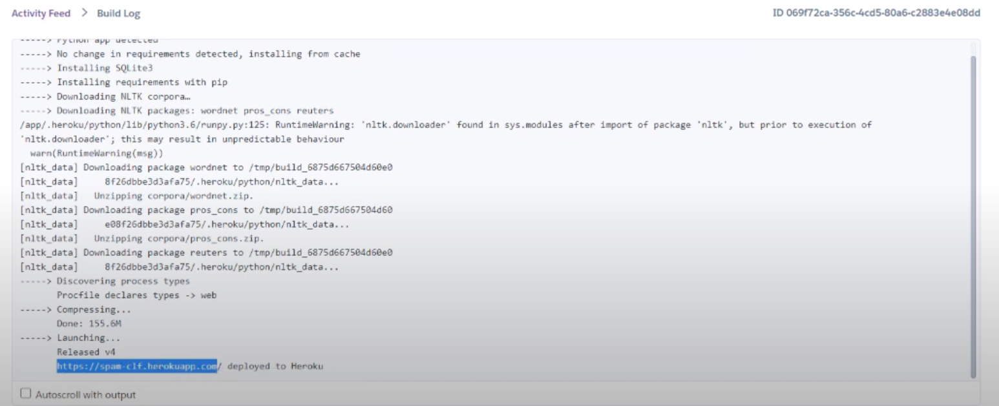 Activity Feed > Build Log
ID 069f72ca-356c-4cd5-80a6-c2883e4e08dd
-----> Python app detected
-----> No change in requirements detected, installing from cache
-----> Installing SQLite3
-----> Installing requirements with pip
-----> Downloading NLTK corpora…
-----> Downloading NLTK packages: wordnet pros_cons reuters
/app/.heroku/python/lib/python3.6/runpy.py:125: RuntimeWarning: 'nltk.downloader' found in sys.modules after import of package 'nltk', but prior to execution of
'nltk.downloader'; this may result in unpredictable behaviour
  warn(RuntimeWarning(msg))
[nltk_data] Downloading package wordnet to /tmp/build_6875d667504d60e0
[nltk_data]     8f26dbbe3d3afa75/.heroku/python/nltk_data...
[nltk_data]   Unzipping corpora/wordnet.zip.
[nltk_data] Downloading package pros_cons to /tmp/build_6875d667504d60
[nltk_data]     e08f26dbbe3d3afa75/.heroku/python/nltk_data...
[nltk_data]   Unzipping corpora/pros_cons.zip.
[nltk_data] Downloading package reuters to /tmp/build_6875d667504d60e0
[nltk_data]     8f26dbbe3d3afa75/.heroku/python/nltk_data...
-----> Discovering process types
       Procfile declares types -> web
-----> Compressing...
       Done: 155.6M
-----> Launching...
       Released v4
       https://spam-clf.herokuapp.com/ deployed to Heroku
Autoscroll with output